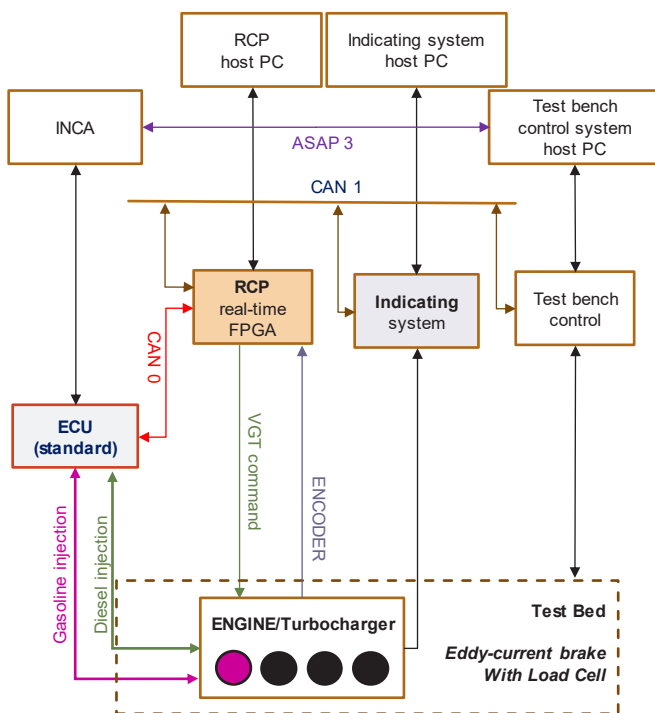 RCP
host PC
Indicating system
host PC
INCA
Test bench
control system
host PC
ASAP 3
CAN 1
RCP
real-time
FPGA
Indicating
system
Test bench
control
CAN 0
ECU
(standard)
VGT command
ENCODER
Gasoline injection
Diesel injection
ENGINE/Turbocharger
Test Bed
Eddy-current brake
With Load Cell